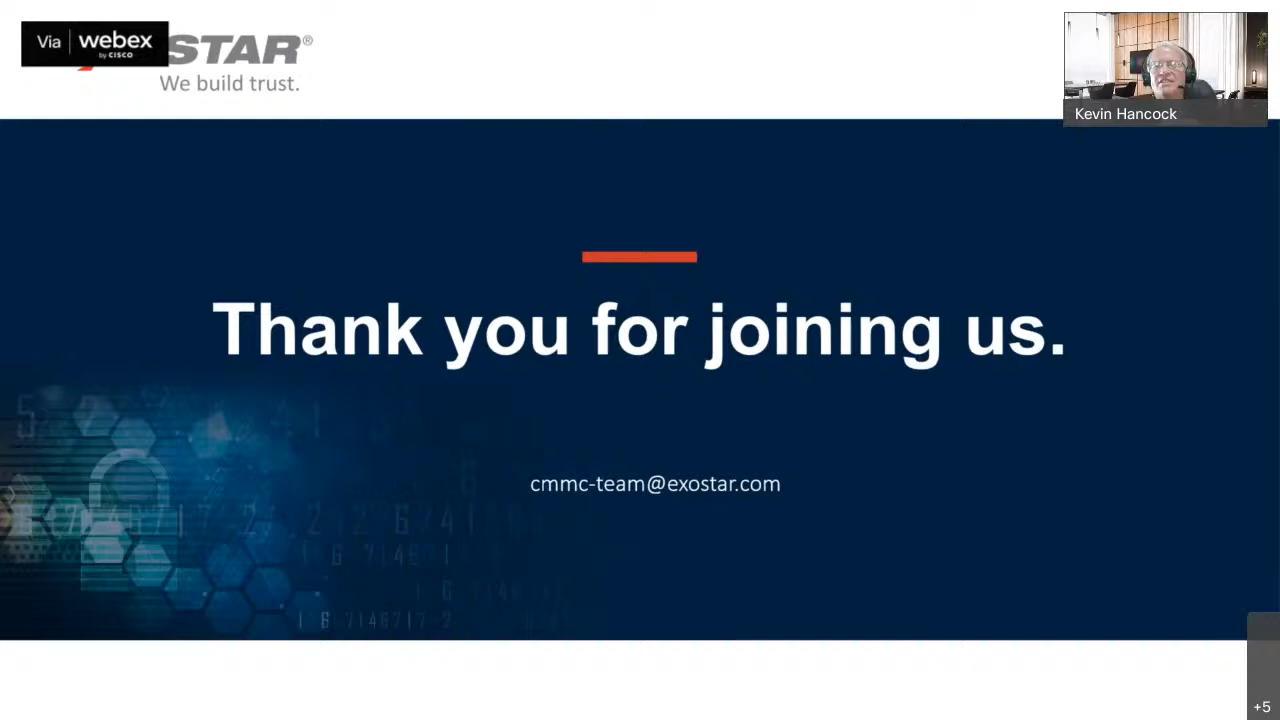 Via webex
by CISCO
STAR®
We build trust.
Kevin Hancock
Thank you for joining us.
cmmc-team@exostar.com
+5